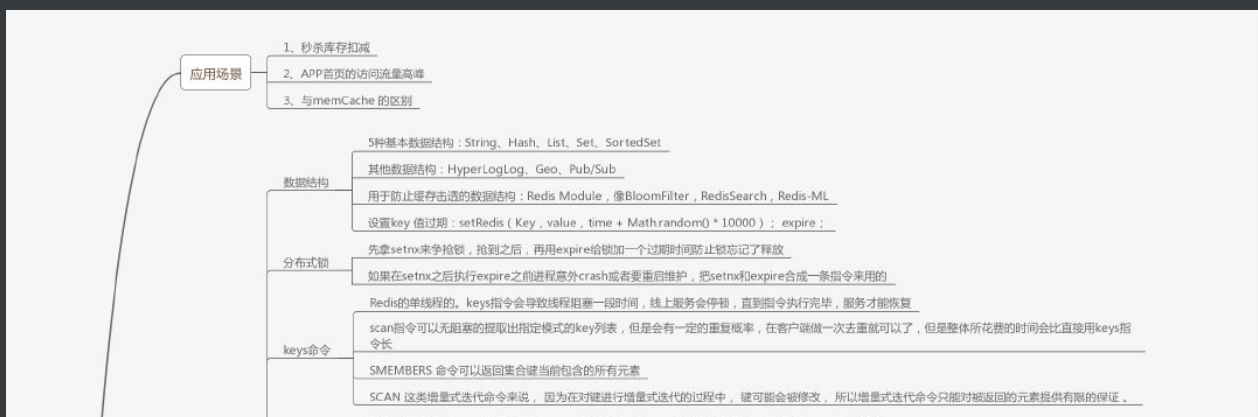 应用场景
1、秒杀库存扣减
2、APP首页的访问流量高峰
3、与memCache 的区别
数据结构
5种基本数据结构：String、Hash、List、Set、SortedSet
其他数据结构：HyperLogLog、Geo、Pub/Sub
用于防止缓存击透的数据结构：Redis Module，像BloomFilter，RedisSearch，Redis-ML
设置key 值过期：setRedis（Key，value，time + Math.random() * 10000）； expire；
分布式锁
先拿setnx来争抢锁，抢到之后，再用expire给锁加一个过期时间防止锁忘记了释放
如果在setnx之后执行expire之前进程意外crash或者要重启维护，把setnx和expire合成一条指令来用的
keys命令
Redis的单线程的。keys指令会导致线程阻塞一段时间，线上服务会停顿，直到指令执行完毕，服务才能恢复
scan指令可以无阻塞的提取出指定模式的key列表，但是会有一定的重复概率，在客户端做一次去重就可以了，但是整体所花费的时间会比直接用keys指
令长
SMEMBERS 命令可以返回集合键当前包含的所有元素
SCAN 这类增量式迭代命令来说， 因为在对键进行增量式迭代的过程中， 键可能会被修改， 所以增量式迭代命令只能对被返回的元素提供有限的保证 。